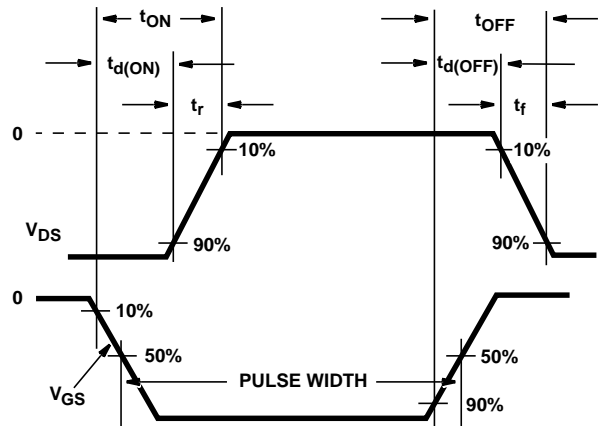 tON tOFF
td(ON) td(OFF)
tr tf
0
10% 10%
VDS
90% 90%
0
10%
50% 50%
VGS PULSE WIDTH
90%